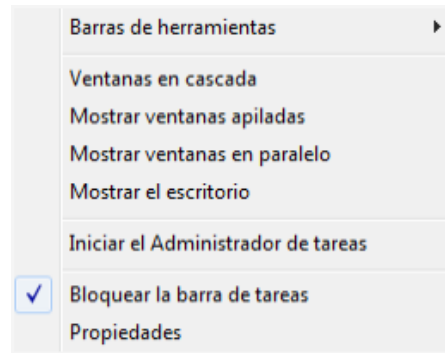 Barras de herramientas
Ventanas en cascada
Mostrar ventanas apiladas
Mostrar ventanas en paralelo
Mostrar el escritorio
Iniciar el Administrador de tareas
Bloquear la barra de tareas
Propiedades